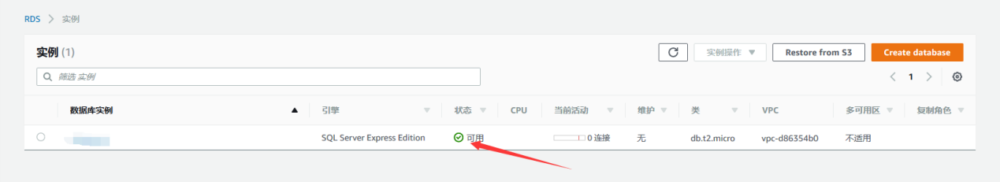 RDS > 实例
实例 (1)
实例操作
Restore from S3
Create database
筛选 实例
1
数据库实例 引擎 状态 CPU 当前活动 维护 类 VPC 多可用区 复制角色
SQL Server Express Edition 可用 0 连接 无 db.t2.micro vpc-d86354b0 不适用